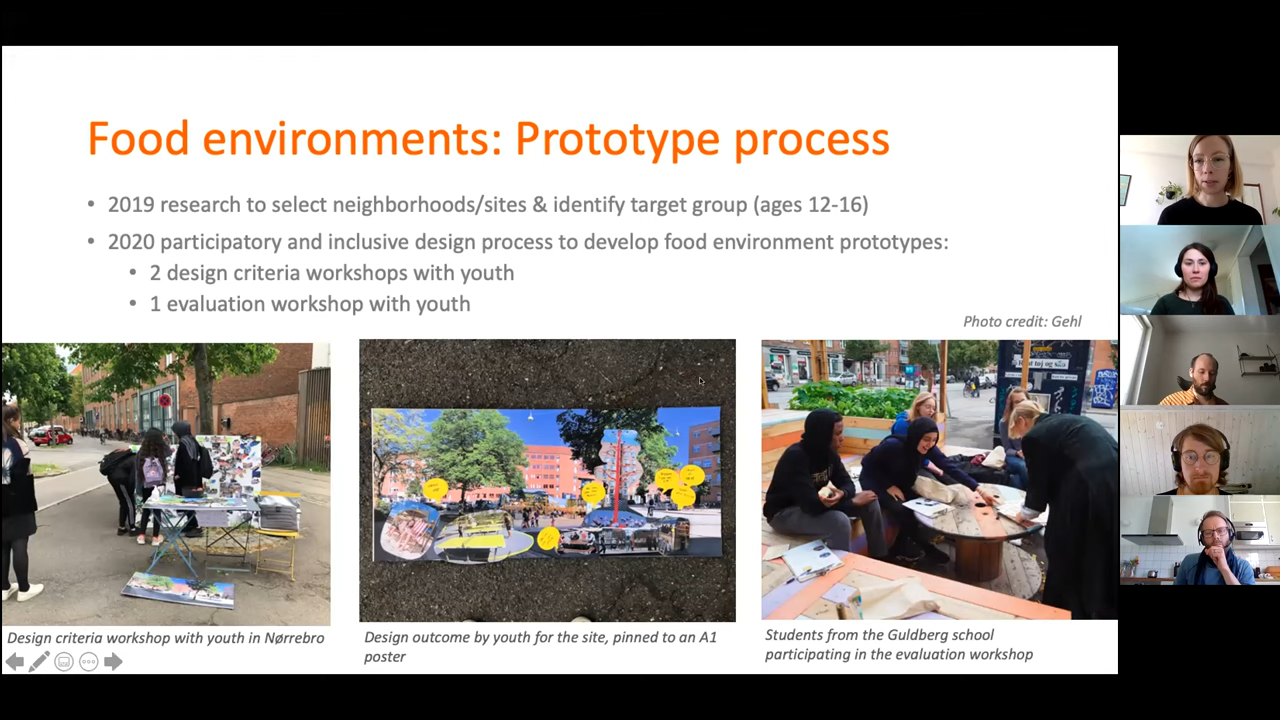 Food environments: Prototype process
• 2019 research to select neighborhoods/sites & identify target group (ages 12-16)
• 2020 participatory and inclusive design process to develop food environment prototypes:
• 2 design criteria workshops with youth
• 1 evaluation workshop with youth
Photo credit: Gehl
Design criteria workshop with youth in Nørrebro
Design outcome by youth for the site, pinned to an A1
poster
Students from the Guldberg school
participating in the evaluation workshop